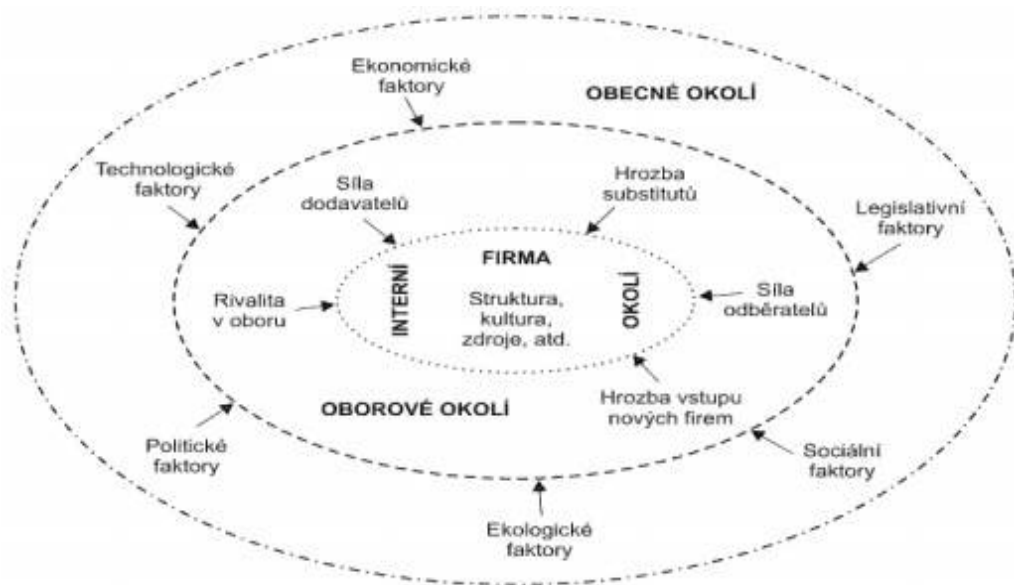 Ekonomické
faktory
OBECNÉ OKOLÍ
Technologické
faktory
Síla
dodavatelů
Hrozba
substitutů
Legislativní
faktory
FIRMA
INTERNÍ
OKOLÍ
Struktura,
kultura,
zdroje, atd.
Rivalita
v oboru
Síla
odběratelů
OBOROVÉ OKOLÍ
Hrozba vstupu
nových firem
Politické
faktory
Sociální
faktory
Ekologické
faktory